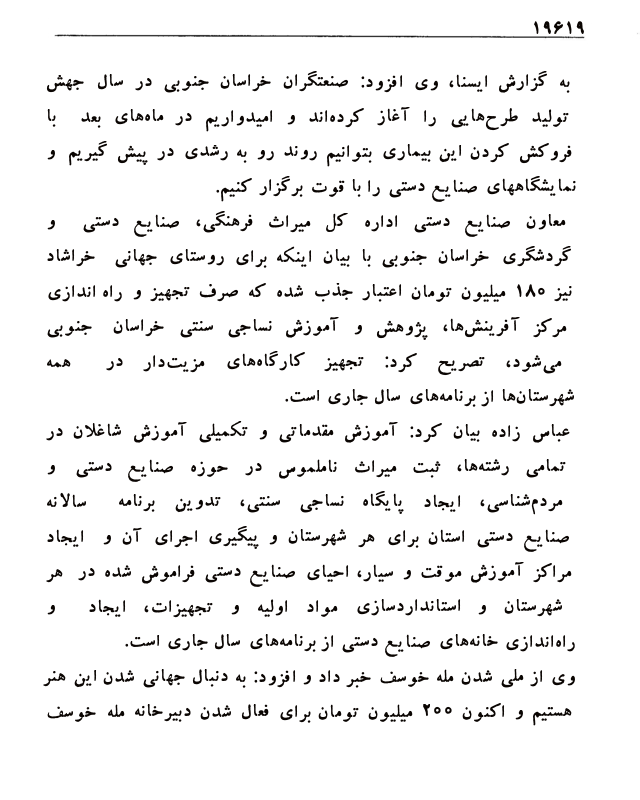 ۱۹۶۱۹
به گزارش ایسنا، وی افزود: صنعتگران خراسان جنوبی در سال جهش
تولید طرح‌هایی را آغاز کرده‌اند و امیدواریم در ماه‌های بعد با
فروکش کردن این بیماری بتوانیم روند رو به رشدی در پیش گیریم و
نمایشگاههای صنایع دستی را با قوت برگزار کنیم.
معاون صنایع دستی اداره کل میراث فرهنگی، صنایع دستی و
گردشگری خراسان جنوبی با بیان اینکه برای روستای جهانی خراشاد
نیز ۱۸۰ میلیون تومان اعتبار جذب شده که صرف تجهیز و راه اندازی
مرکز آفرینش‌ها، پژوهش و آموزش نساجی سنتی خراسان جنوبی
می‌شود، تصریح کرد: تجهیز کارگاه‌های مزیت‌دار در همه
شهرستان‌ها از برنامه‌های سال جاری است.
عباس زاده بیان کرد: آموزش مقدماتی و تکمیلی آموزش شاغلان در
تمامی رشته‌ها، ثبت میراث ناملموس در حوزه صنایع دستی و
مردم‌شناسی، ایجاد پایگاه نساجی سنتی، تدوین برنامه سالانه
صنایع دستی استان برای هر شهرستان و پیگیری اجرای آن و ایجاد
مراکز آموزش موقت و سیار، احیای صنایع دستی فراموش شده در هر
شهرستان و استانداردسازی مواد اولیه و تجهیزات، ایجاد و
راه‌اندازی خانه‌های صنایع دستی از برنامه‌های سال جاری است.
وی از ملی شدن مله خوسف خبر داد و افزود: به دنبال جهانی شدن این هنر
هستیم و اکنون ۲۰۰ میلیون تومان برای فعال شدن دبیرخانه مله خوسف